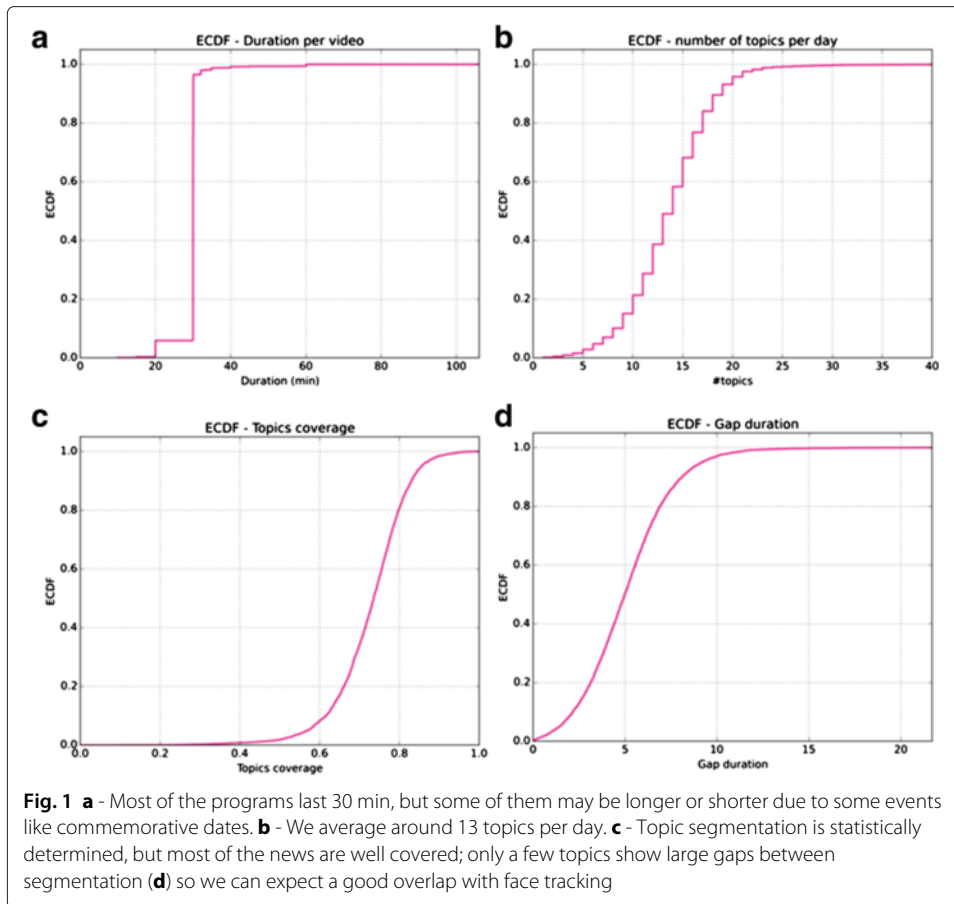 a
ECDF - Duration per video
1.0
0.8
0.6
0.4
0.2
0.0
ECDF
0 20 40 60 80 100
Duration (min)
b
ECDF - number of topics per day
1.0
0.8
0.6
0.4
0.2
0.0
ECDF
0 5 10 15 20 25 30 35 40
#topics
c
ECDF - Topics coverage
1.0
0.8
0.6
0.4
0.2
0.0
ECDF
0.0 0.2 0.4 0.6 0.8 1.0
Topics coverage
d
ECDF - Gap duration
1.0
0.8
0.6
0.4
0.2
0.0
ECDF
0 5 10 15 20
Gap duration
Fig. 1 a - Most of the programs last 30 min, but some of them may be longer or shorter due to some events
like commemorative dates. b - We average around 13 topics per day. c - Topic segmentation is statistically
determined, but most of the news are well covered; only a few topics show large gaps between
segmentation (d) so we can expect a good overlap with face tracking